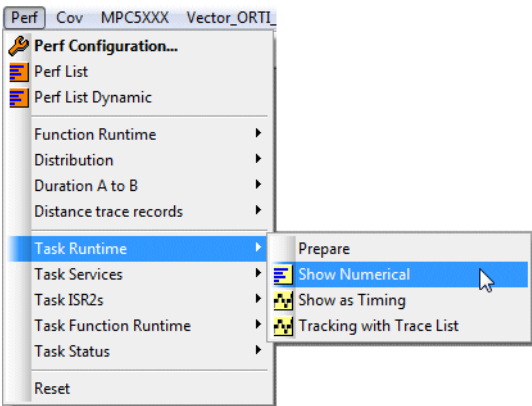 Perf Cov MPC5XXX Vector_ORTI_
Perf Configuration...
Perf List
Perf List Dynamic
Function Runtime
Distribution
Duration A to B
Distance trace records
Task Runtime
Prepare
Task Services
Show Numerical
Task ISR2s
Show as Timing
Task Function Runtime
Tracking with Trace List
Task Status
Reset